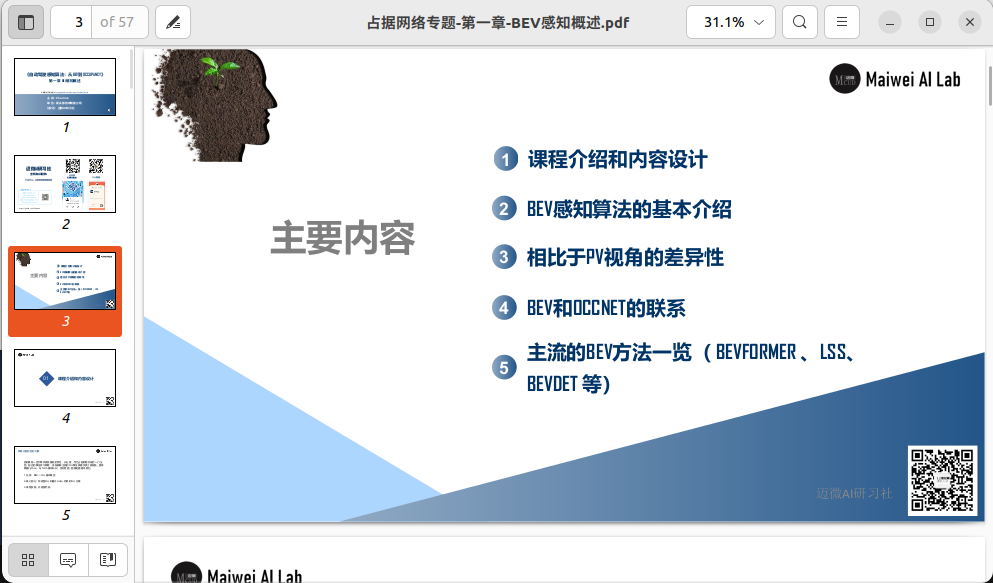 3
of 57
占据网络专题-第一章-BEV感知概述.pdf
31.1%
1
2
3
4
5
Maiwei AI Lab
主要内容
1 课程介绍和内容设计
2 BEV感知算法的基本介绍
3 相比于PV视角的差异性
4 BEV和OCCNET的联系
5 主流的BEV方法一览（ BEVFORMER 、LSS、
BEVDET 等）
迈微AI研习社
Maiwei AI Lab